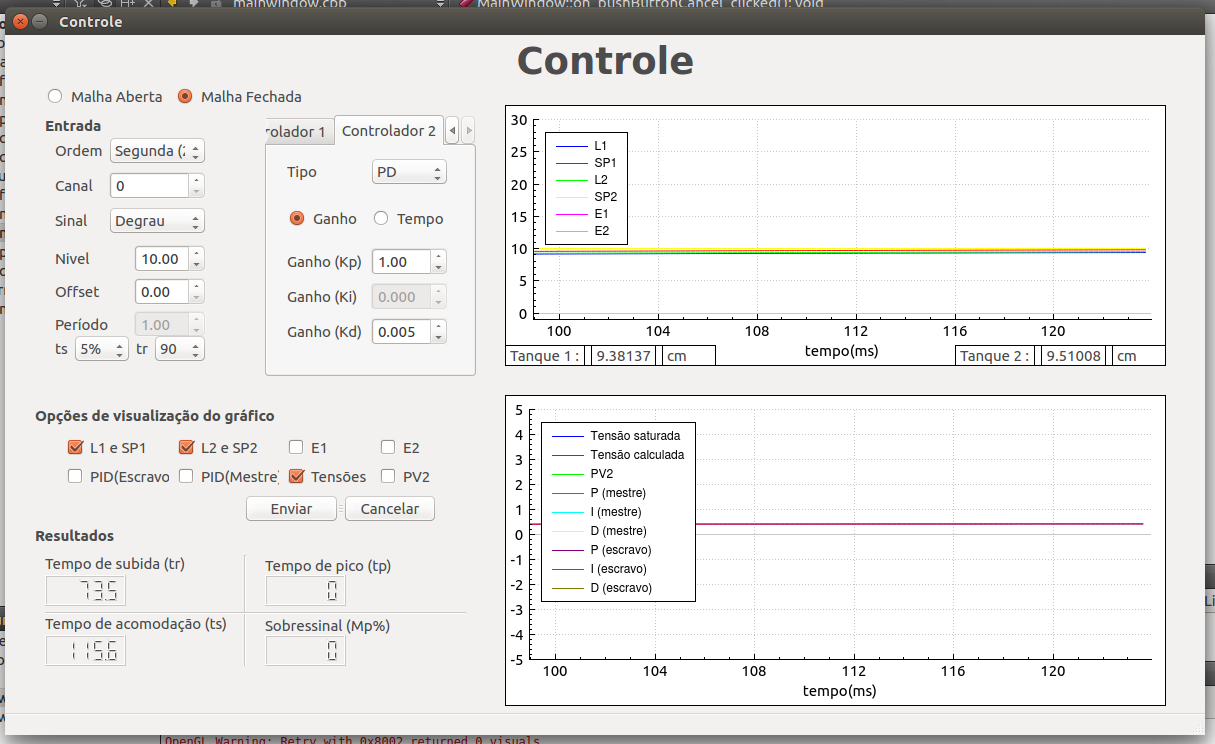 mainwindow.cpp
MainWindow::on_pushButtonCancel_clicked(): void
Controle
Controle
Malha Aberta
Malha Fechada
Entrada
Ordem
Segunda (2
Canal
0
Sinal
Degrau
Nivel
10.00
Offset
0.00
Período
1.00
ts
5%
tr
90
rolador 1
Controlador 2
Tipo
PD
Ganho
Tempo
Ganho (Kp)
1.00
Ganho (Ki)
0.000
Ganho (Kd)
0.005
30
25
20
15
10
5
0
L1
SP1
L2
SP2
E1
E2
100
104
108
112
116
120
tempo(ms)
Tanque 1 :
9.38137
cm
Tanque 2 :
9.51008
cm
Opções de visualização do gráfico
L1 e SP1
L2 e SP2
E1
E2
PID(Escravo
PID(Mestre)
Tensões
PV2
Enviar
Cancelar
Resultados
Tempo de subida (tr)
73.5
Tempo de pico (tp)
0
Tempo de acomodação (ts)
115.6
Sobressinal (Mp%)
0
5
4
3
2
1
0
-1
-2
-3
-4
-5
Tensão saturada
Tensão calculada
PV2
P (mestre)
I (mestre)
D (mestre)
P (escravo)
I (escravo)
D (escravo)
100
104
108
112
116
120
tempo(ms)
OpenGL Warning: Retry with 0x8002 returned 0 visuals